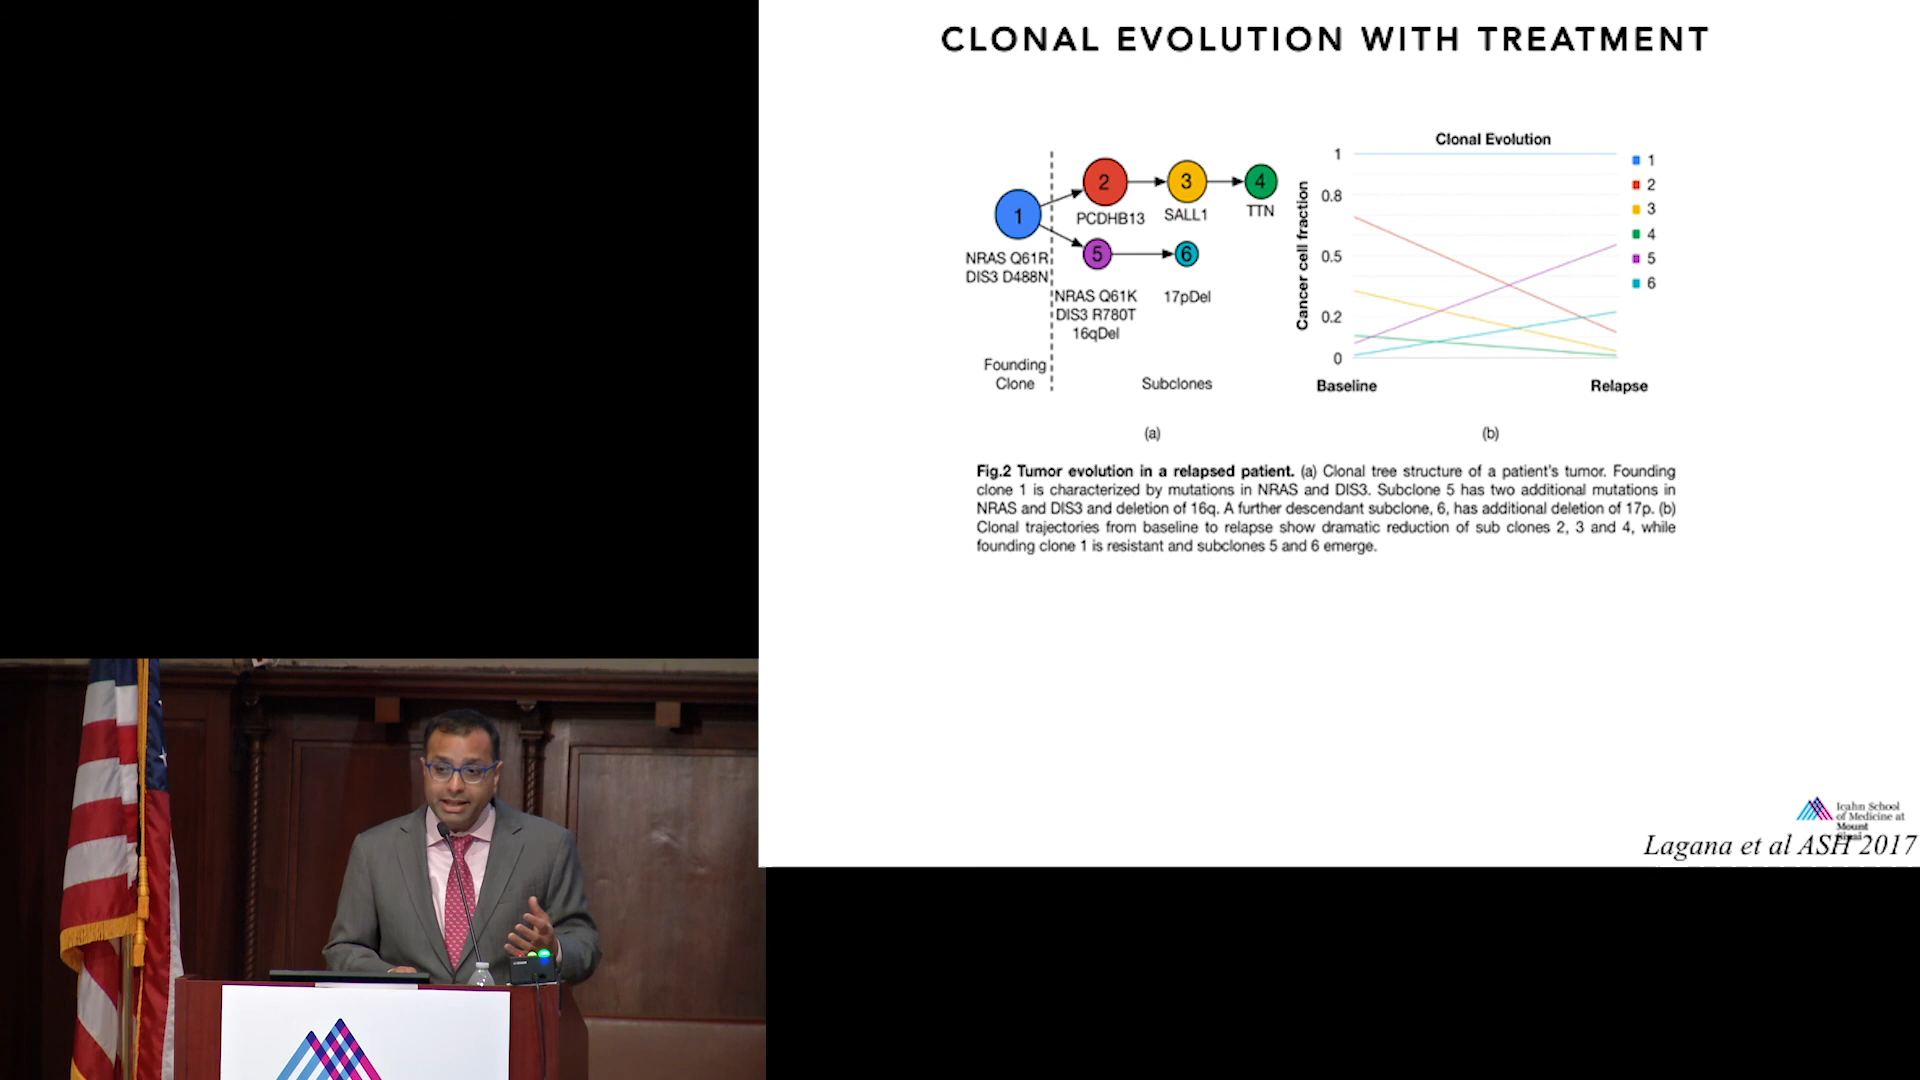 CLONAL EVOLUTION WITH TREATMENT
1
NRAS Q61R
DIS3 D488N
2
PCDHB13
3
SALL1
4
TTN
5
NRAS Q61K
DIS3 R780T
16qDel
6
17pDel
Founding
Clone
Subclones
(a)
Clonal Evolution
Cancer cell fraction
1
0.8
0.5
0.2
0
Baseline
Relapse
1
2
3
4
5
6
(b)
Fig.2 Tumor evolution in a relapsed patient. (a) Clonal tree structure of a patient's tumor. Founding
clone 1 is characterized by mutations in NRAS and DIS3. Subclone 5 has two additional mutations in
NRAS and DIS3 and deletion of 16q. A further descendant subclone, 6, has additional deletion of 17p. (b)
Clonal trajectories from baseline to relapse show dramatic reduction of sub clones 2, 3 and 4, while
founding clone 1 is resistant and subclones 5 and 6 emerge.
Icahn School
of Medicine at
Mount
Sinai
Lagana et al ASH 2017